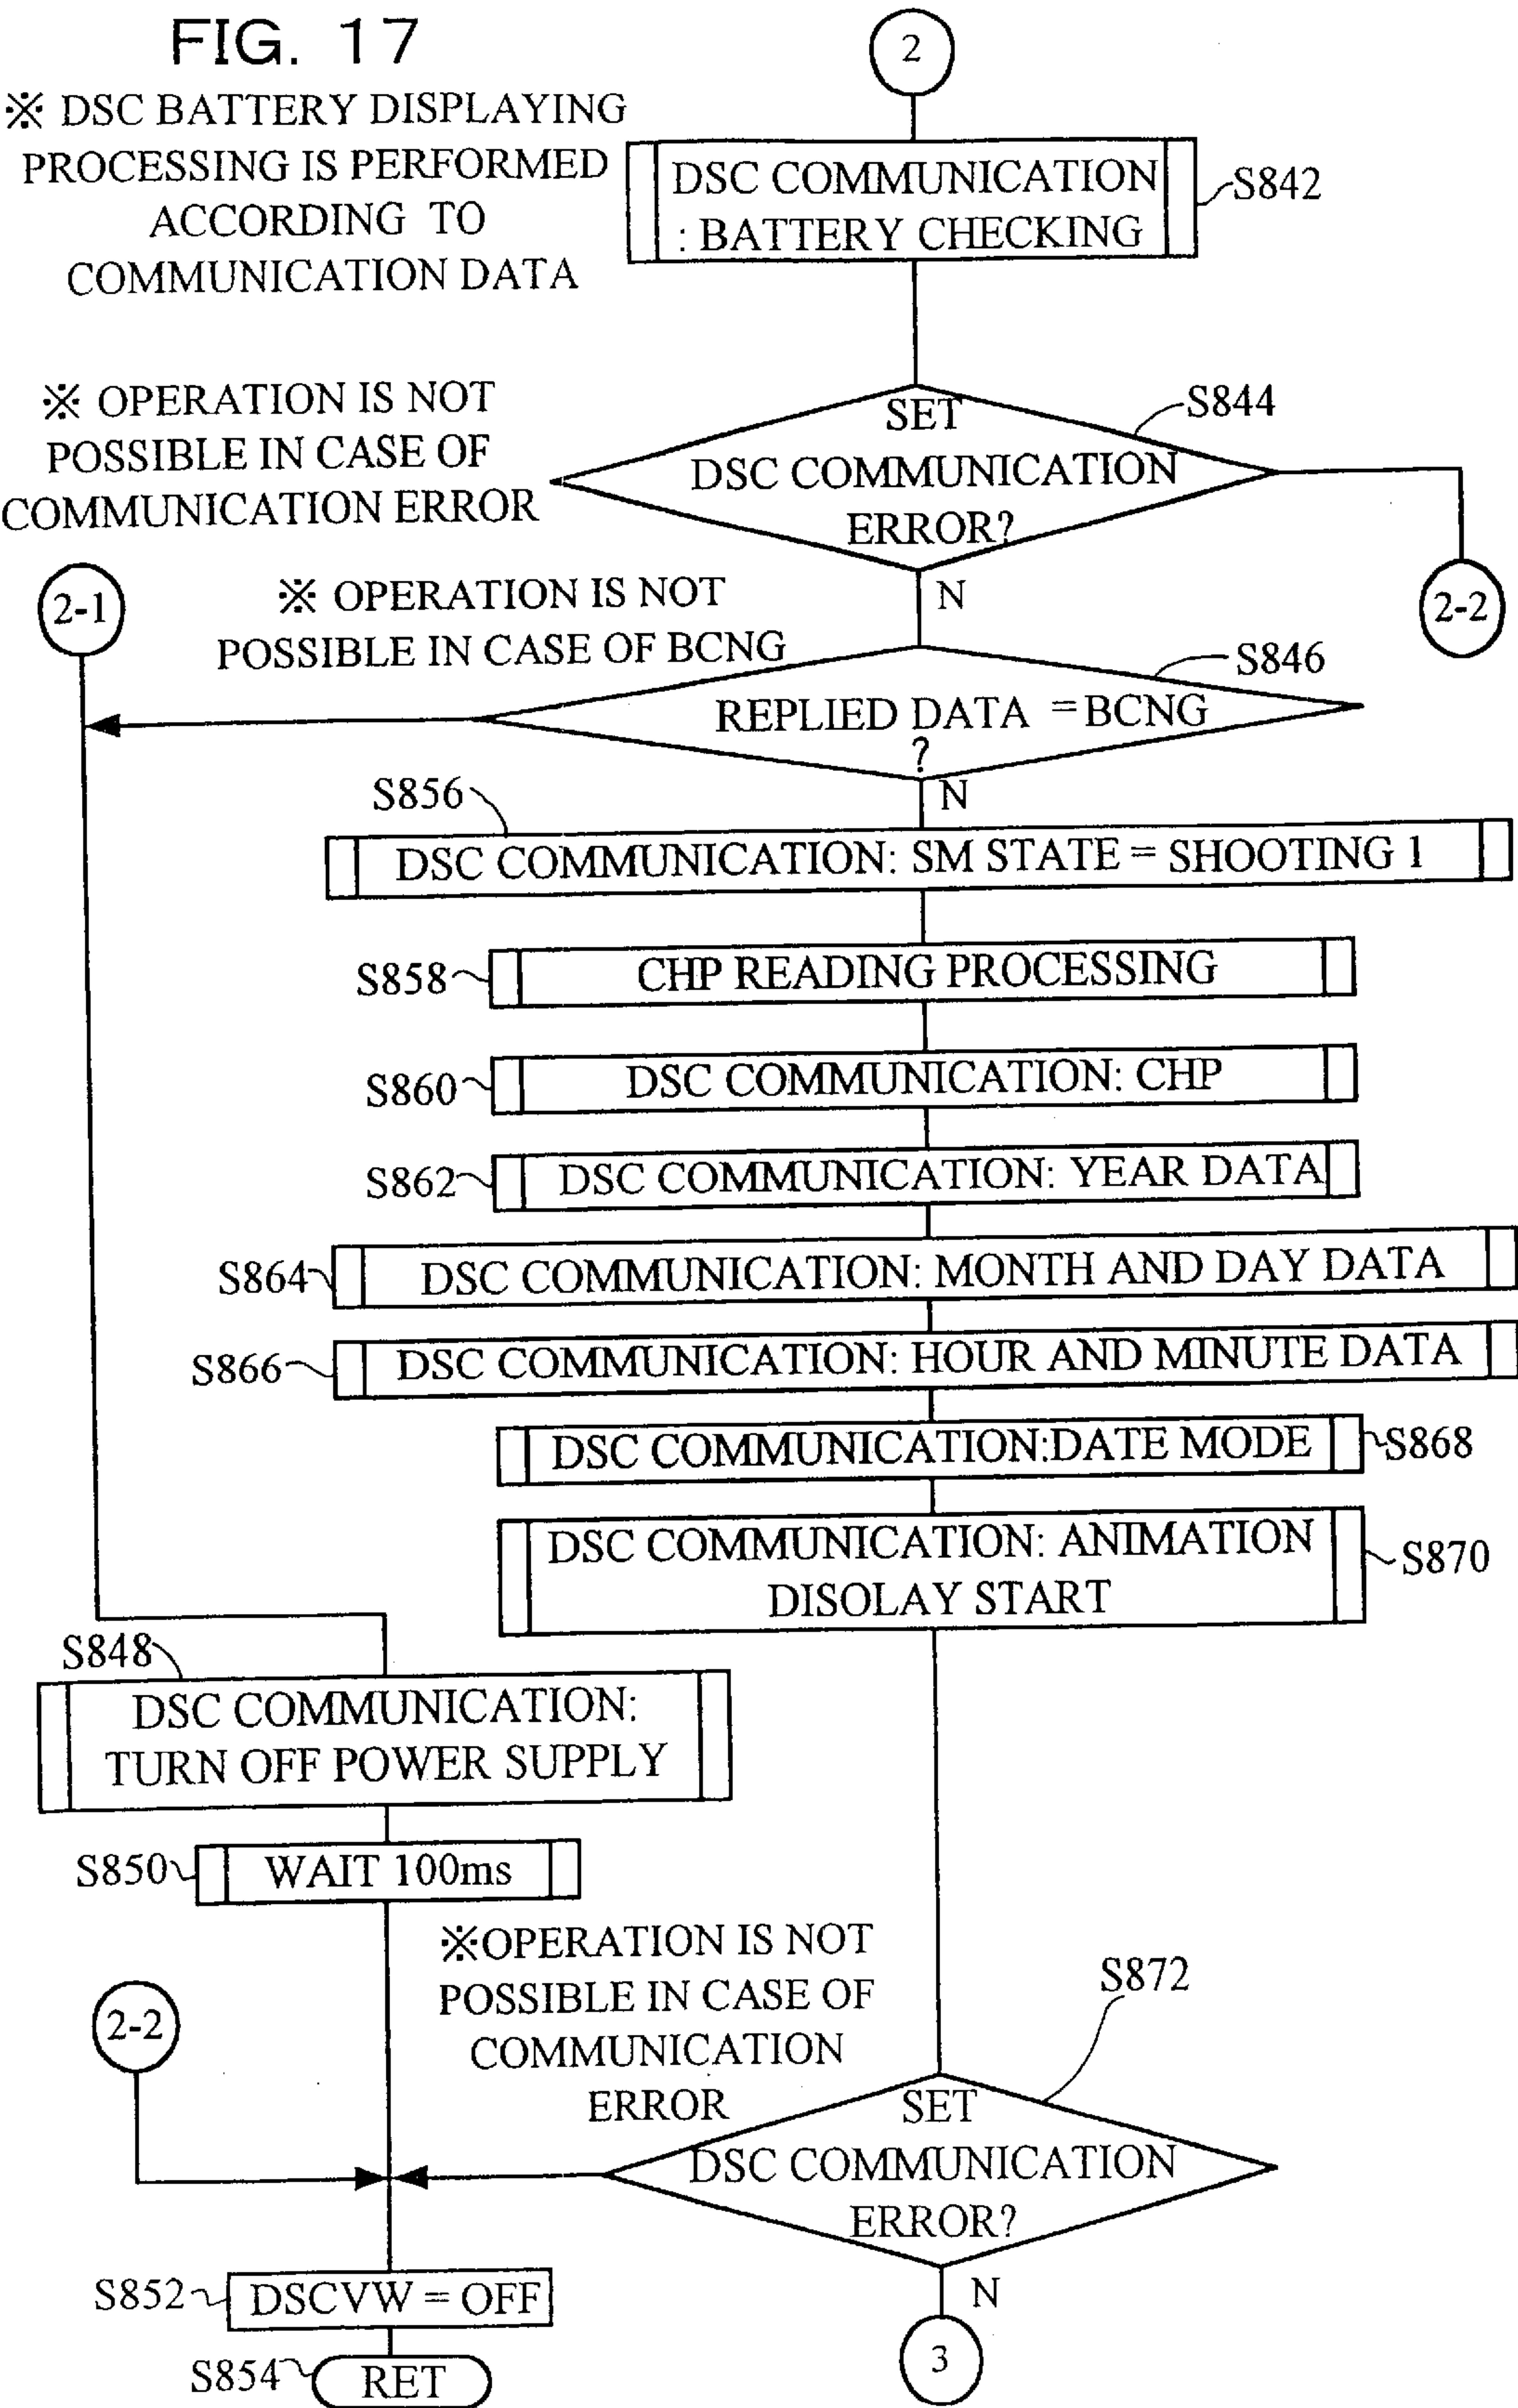 FIG. 17
2
※ DSC BATTERY DISPLAYING
PROCESSING IS PERFORMED
ACCORDING TO
COMMUNICATION DATA
DSC COMMUNICATION
: BATTERY CHECKING
S842
※ OPERATION IS NOT
POSSIBLE IN CASE OF
COMMUNICATION ERROR
SET
DSC COMMUNICATION
ERROR?
S844
N
2-2
2-1
※ OPERATION IS NOT
POSSIBLE IN CASE OF BCNG
S846
REPLIED DATA = BCNG
?
N
S856
DSC COMMUNICATION: SM STATE = SHOOTING 1
S858
CHP READING PROCESSING
S860
DSC COMMUNICATION: CHP
S862
DSC COMMUNICATION: YEAR DATA
S864
DSC COMMUNICATION: MONTH AND DAY DATA
S866
DSC COMMUNICATION: HOUR AND MINUTE DATA
DSC COMMUNICATION:DATE MODE
S868
DSC COMMUNICATION: ANIMATION
DISOLAY START
S870
S848
DSC COMMUNICATION:
TURN OFF POWER SUPPLY
S850
WAIT 100ms
※OPERATION IS NOT
POSSIBLE IN CASE OF
COMMUNICATION
ERROR
S872
2-2
SET
DSC COMMUNICATION
ERROR?
S852
DSCVW = OFF
N
S854
RET
3